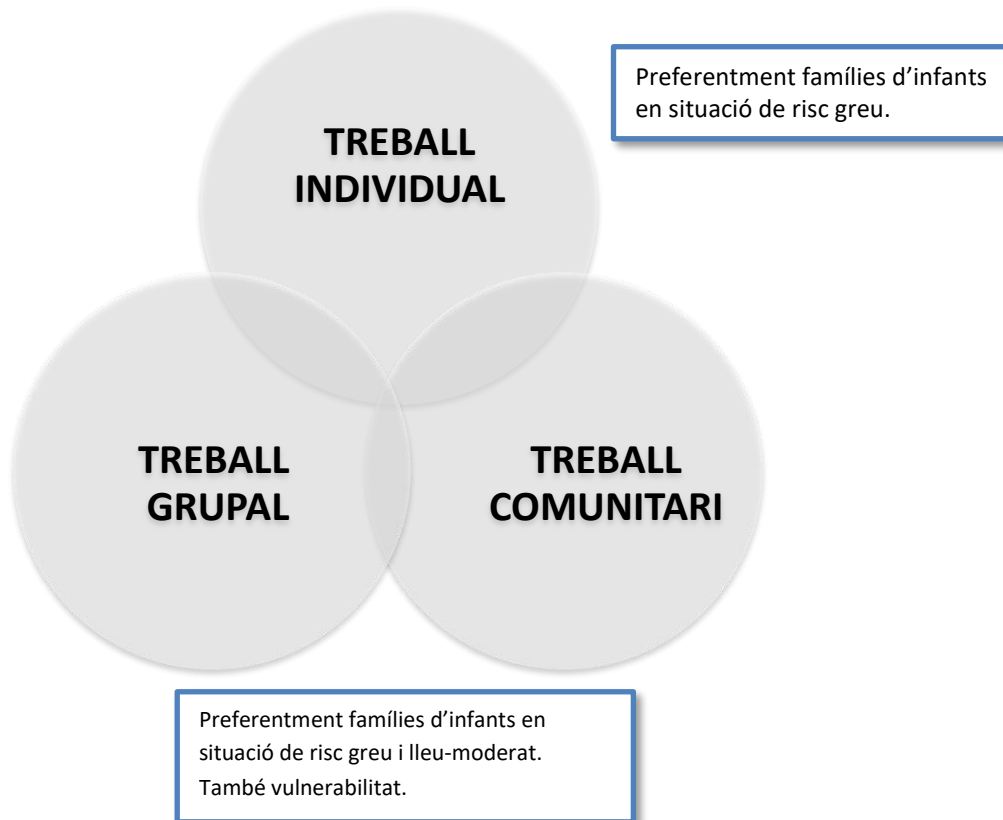 Preferentment famílies d’infants
en situació de risc greu.
TREBALL
INDIVIDUAL
TREBALL
GRUPAL
TREBALL
COMUNITARI
Preferentment famílies d’infants en
situació de risc greu i lleu-moderat.
També vulnerabilitat.